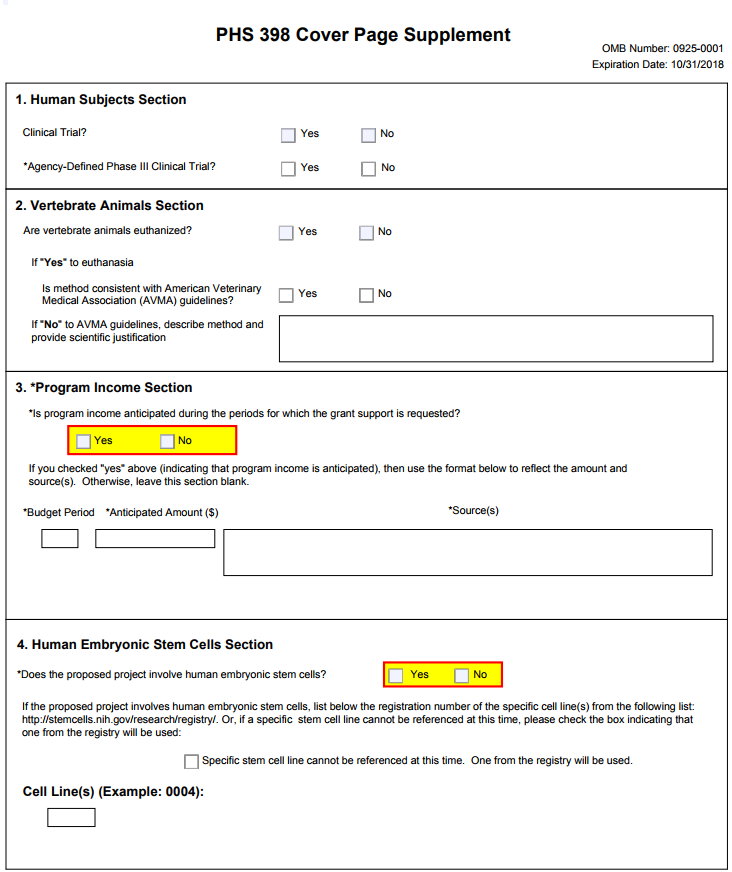 PHS 398 Cover Page Supplement
OMB Number: 0925-0001
Expiration Date: 10/31/2018
1. Human Subjects Section
Clinical Trial? Yes No
*Agency-Defined Phase III Clinical Trial? Yes No
2. Vertebrate Animals Section
Are vertebrate animals euthanized? Yes No
If "Yes" to euthanasia
Is method consistent with American Veterinary
Medical Association (AVMA) guidelines? Yes No
If "No" to AVMA guidelines, describe method and
provide scientific justification
3. *Program Income Section
*Is program income anticipated during the periods for which the grant support is requested?
Yes No
If you checked "yes" above (indicating that program income is anticipated), then use the format below to reflect the amount and
source(s). Otherwise, leave this section blank.
*Budget Period *Anticipated Amount ($) *Source(s)
4. Human Embryonic Stem Cells Section
*Does the proposed project involve human embryonic stem cells? Yes No
If the proposed project involves human embryonic stem cells, list below the registration number of the specific cell line(s) from the following list:
http://stemcells.nih.gov/research/registry/. Or, if a specific stem cell line cannot be referenced at this time, please check the box indicating that
one from the registry will be used:
Specific stem cell line cannot be referenced at this time. One from the registry will be used.
Cell Line(s) (Example: 0004):